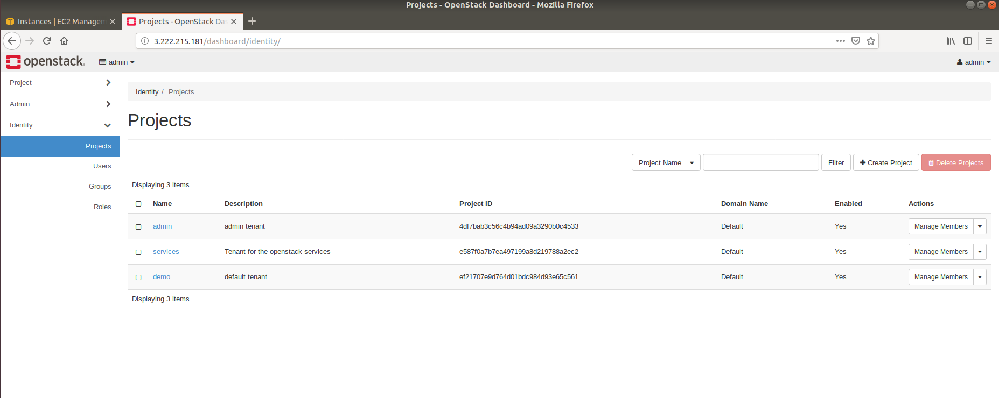 Projects - OpenStack Dashboard - Mozilla Firefox
Instances | EC2 Managem
Projects - OpenStack Das
3.222.215.181/dashboard/identity/
openstack.
admin
admin
Project
Admin
Identity
Projects
Users
Groups
Roles
Identity / Projects
Projects
Project Name =
Filter
Create Project
Delete Projects
Displaying 3 items
Name Description Project ID Domain Name Enabled Actions
admin admin tenant 4df7bab3c56c4b94ad09a3290b0c4533 Default Yes Manage Members
services Tenant for the openstack services e587f0a7b7ea497199a8d219788a2ec2 Default Yes Manage Members
demo default tenant ef21707e9d764d01bdc984d93e65c561 Default Yes Manage Members
Displaying 3 items